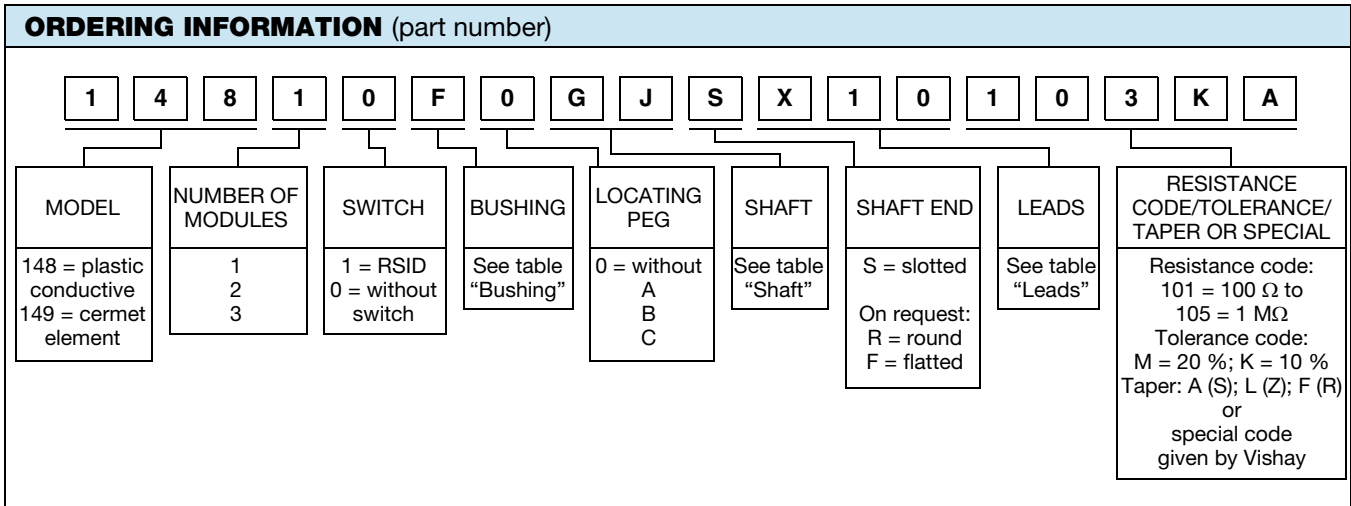 ORDERING INFORMATION (part number)
1 4 8 1 0 F 0 G J S X 1 0 1 0 3 K A
MODEL
148 = plastic
conductive
149 = cermet
element
NUMBER OF
MODULES
1
2
3
SWITCH
1 = RSID
0 = without
switch
BUSHING
See table
“Bushing”
LOCATING
PEG
0 = without
A
B
C
SHAFT
See table
“Shaft”
SHAFT END
S = slotted
On request:
R = round
F = flatted
LEADS
See table
“Leads”
RESISTANCE
CODE/TOLERANCE/
TAPER OR SPECIAL
Resistance code:
101 = 100 Ω to
105 = 1 MΩ
Tolerance code:
M = 20 %; K = 10 %
Taper: A (S); L (Z); F (R)
or
special code
given by Vishay